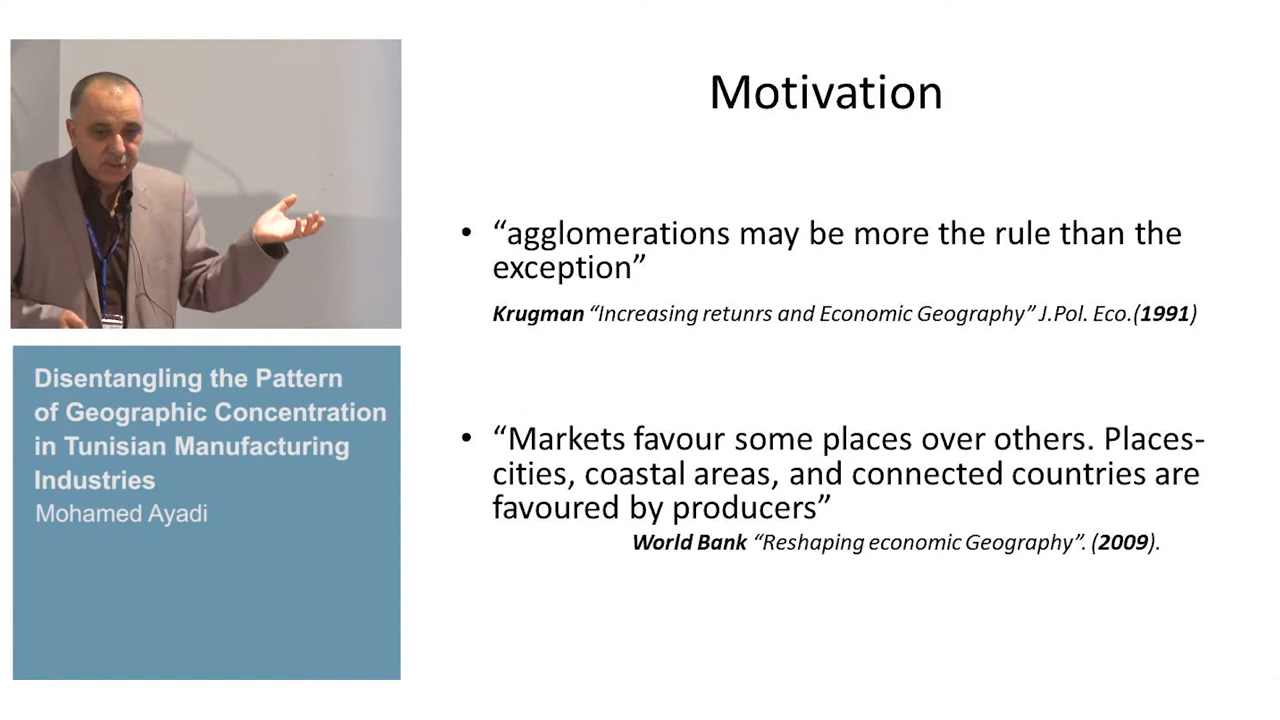 Motivation
• “agglomerations may be more the rule than the
exception”
Krugman “Increasing retunrs and Economic Geography” J.Pol. Eco.(1991)
• “Markets favour some places over others. Places-
cities, coastal areas, and connected countries are
favoured by producers”
World Bank “Reshaping economic Geography”. (2009).
Disentangling the Pattern
of Geographic Concentration
in Tunisian Manufacturing
Industries
Mohamed Ayadi